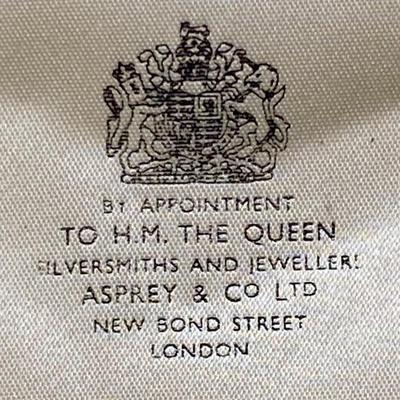 BY APPOINTMENT
TO H.M. THE QUEEN
SILVERSMITHS AND JEWELLERS
ASPREY & CO LTD
NEW BOND STREET
LONDON